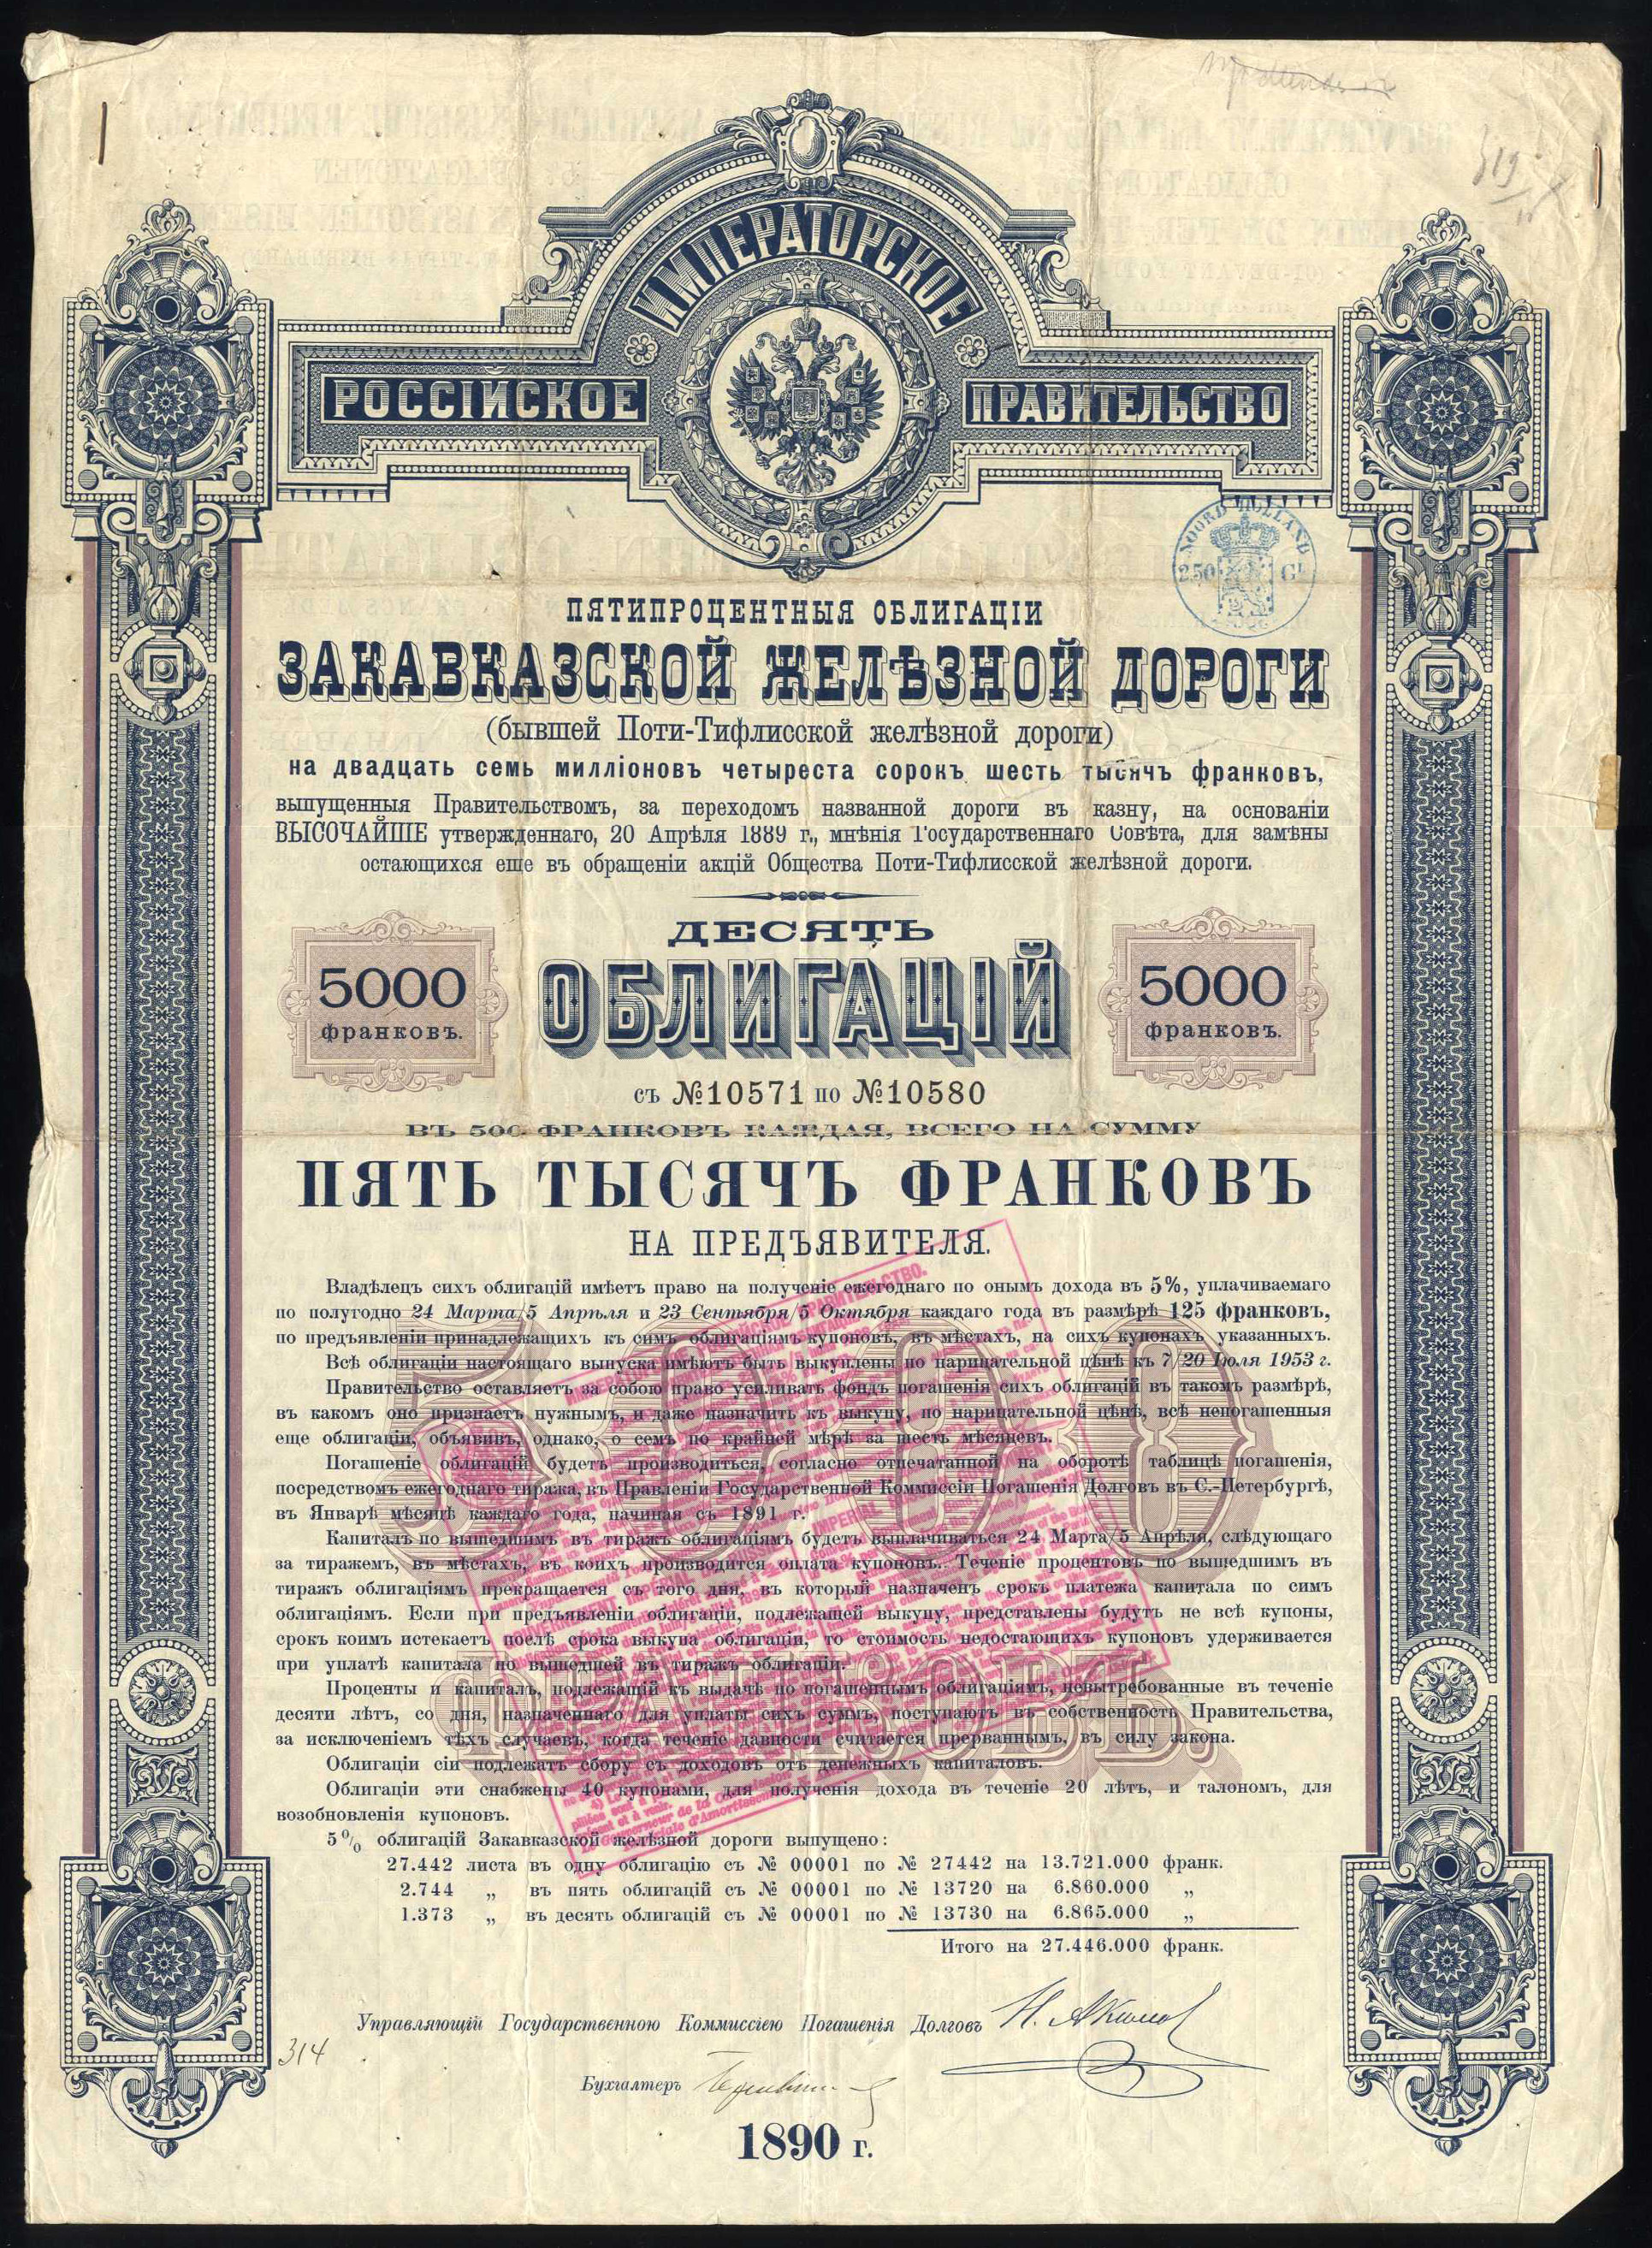 319
ИМПЕРАТОРСКОЕ
РОССІЙСКОЕ ПРАВИТЕЛЬСТВО
NOORD HOLLAND
250 Gl
ПЯТИПРОЦЕНТНЫЯ ОБЛИГАЦІИ
ЗАКАВКАЗСКОЙ ЖЕЛѢЗНОЙ ДОРОГИ
(бывшей Поти-Тифлисской желѣзной дороги)
на двадцать семь милліоновъ четыреста сорокъ шесть тысячъ франковъ,
выпущенныя Правительствомъ, за переходомъ названной дороги въ казну, на основаніи
ВЫСОЧАЙШЕ утвержденнаго, 20 Апрѣля 1889 г., мнѣнія Государственнаго Совѣта, для замѣны
остающихся еще въ обращеніи акцій Общества Поти-Тифлисской желѣзной дороги.
ДЕСЯТЬ
5000 ОБЛИГАЦІЙ 5000
франковъ. франковъ.
съ №10571 по №10580
ВЪ 500 ФРАНКОВЪ КАЖДАЯ, ВСЕГО НА СУММУ
ПЯТЬ ТЫСЯЧЪ ФРАНКОВЪ
НА ПРЕДЪЯВИТЕЛЯ.
Владѣлецъ сихъ облигацій имѣетъ право на полученіе ежегоднаго по онымъ дохода въ 5%, уплачиваемаго
по полугодно 24 Марта/5 Апрѣля и 23 Сентября/5 Октября каждаго года въ размѣрѣ 125 франковъ,
по предъявленіи принадлежащихъ къ симъ облигаціямъ купоновъ, въ мѣстахъ, на сихъ купонахъ указанныхъ.
Всѣ облигаціи настоящаго выпуска имѣютъ быть выкуплены по нарицательной цѣнѣ къ 7/20 Іюля 1953 г.
Правительство оставляетъ за собою право усиливать фондъ погашенія сихъ облигацій въ такомъ размѣрѣ,
въ какомъ оно признаетъ нужнымъ, и даже назначить къ выкупу, по нарицательной цѣнѣ, всѣ непогашенныя
еще облигаціи, объявивъ, однако, о семъ по крайней мѣрѣ за шесть мѣсяцевъ.
Погашеніе облигацій будетъ производиться, согласно отпечатанной на оборотѣ таблицѣ погашенія,
посредствомъ ежегоднаго тиража, въ Правленіи Государственной Коммиссіи Погашенія Долговъ въ С.-Петербургѣ,
въ Январѣ мѣсяцѣ каждаго года, начиная съ 1891 г.
Капиталъ по вышедшимъ въ тиражъ облигаціямъ будетъ выплачиваться 24 Марта/5 Апрѣля, слѣдующаго
за тиражемъ, въ мѣстахъ, въ коихъ производится оплата купоновъ. Теченіе процентовъ по вышедшимъ въ
тиражъ облигаціямъ прекращается съ того дня, въ который назначенъ срокъ платежа капитала по симъ
облигаціямъ. Если при предъявленіи облигаціи, подлежащей выкупу, представлены будутъ не всѣ купоны,
срокъ коимъ истекаетъ послѣ срока выкупа облигаціи, то стоимость недостающихъ купоновъ удерживается
при уплатѣ капитала по вышедшей въ тиражъ облигаціи.
Проценты и капиталъ, подлежащій къ выдачѣ по погашеннымъ облигаціямъ, невытребованные въ теченіе
десяти лѣтъ, со дня, назначеннаго для уплаты сихъ суммъ, поступаютъ въ собственность Правительства,
за исключеніемъ тѣхъ случаевъ, когда теченіе давности считается прерваннымъ, въ силу закона.
Облигаціи сіи подлежатъ сбору съ доходовъ отъ денежныхъ капиталовъ.
Облигаціи эти снабжены 40 купонами, для полученія дохода въ теченіе 20 лѣтъ, и талономъ, для
возобновленія купоновъ.
5% облигацій Закавказской желѣзной дороги выпущено:
27.442 листа въ одну облигацію съ № 00001 по № 27442 на 13.721.000 франк.
2.744 „ въ пять облигацій съ № 00001 по № 13720 на 6.860.000 „
1.373 „ въ десять облигацій съ № 00001 по № 13730 на 6.865.000 „
Итого на 27.446.000 франк.
5000
ФРАНКОВЪ.
ИМПЕРАТОРСКОЕ РОССІЙСКОЕ ПРАВИТЕЛЬСТВО.
GOUVERNEMENT IMPÉRIAL DE RUSSIE.
IMPERIAL RUSSIAN GOVERNMENT.
Управляющій Государственною Коммиссіею Погашенія Долговъ
314
Бухгалтеръ
1890 г.